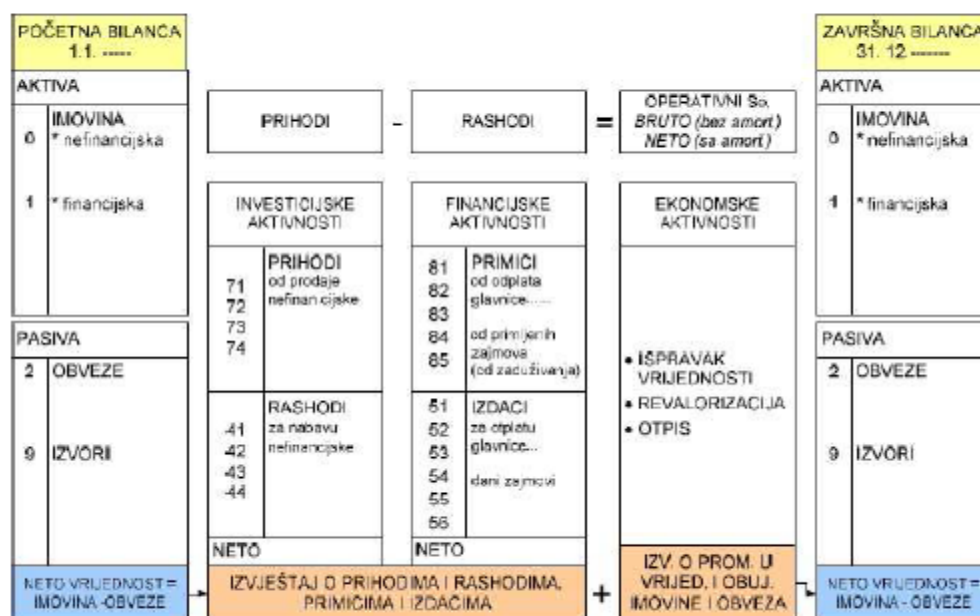 POČETNA BILANCA
1.1. -----
AKTIVA
0 IMOVINA
* nefinancijska
1 * financijska
PASIVA
2 OBVEZE
9 IZVORI
NETO VRIJEDNOST =
IMOVINA - OBVEZE
PRIHODI
-
RASHODI
=
OPERATIVNI So.
BRUTO (bez amort)
NETO (sa amort.)
INVESTICIJSKE
AKTIVNOSTI
PRIHODI
od prodaje
nefinancijske
71
72
73
74
RASHODI
za nabavu
nefinancijske
41
42
43
44
NETO
FINANCIJSKE
AKTIVNOSTI
81
82
83
84
85
PRIMICI
od odplata
glavnice......
od primljenih
zajmova
(od zaduživanja)
51
52
53
54
55
56
IZDACI
za otplatu
glavnice...
dani zajmovi
NETO
IZVJEŠTAJ O PRIHODIMA I RASHODIMA,
PRIMICIMA I IZDACIMA
+
EKONOMSKE
AKTIVNOSTI
• ISPRAVAK
VRIJEDNOSTI
• REVALORIZACIJA
• OTPIS
IZV. O PROM. U
VRIJED. I OBUJ.
IMOVINE I OBVEZA
ZAVRŠNA BILANCA
31. 12. -------
AKTIVA
0 IMOVINA
* nefinancijska
1 * financijska
PASIVA
2 OBVEZE
9 IZVORI
NETO VRIJEDNOST =
IMOVINA - OBVEZE